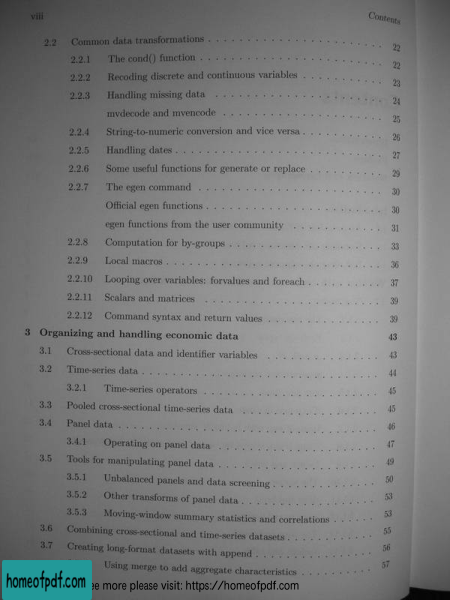 viii Contents
2.2 Common data transformations . . . . . . . . . . . . . . . . . . . . 22
2.2.1 The cond() function . . . . . . . . . . . . . . . . . . . . 22
2.2.2 Recoding discrete and continuous variables . . . . . . . . 23
2.2.3 Handling missing data . . . . . . . . . . . . . . . . . . . 24
mvdecode and mvencode . . . . . . . . . . . . . . . . . . 25
2.2.4 String-to-numeric conversion and vice versa . . . . . . . . 26
2.2.5 Handling dates . . . . . . . . . . . . . . . . . . . . . . . 27
2.2.6 Some useful functions for generate or replace . . . . . . . 29
2.2.7 The egen command . . . . . . . . . . . . . . . . . . . . 30
Official egen functions . . . . . . . . . . . . . . . . . . . 30
egen functions from the user community . . . . . . . . . 31
2.2.8 Computation for by-groups . . . . . . . . . . . . . . . . 33
2.2.9 Local macros . . . . . . . . . . . . . . . . . . . . . . . . 36
2.2.10 Looping over variables: forvalues and foreach . . . . . . . 37
2.2.11 Scalars and matrices . . . . . . . . . . . . . . . . . . . . 39
2.2.12 Command syntax and return values . . . . . . . . . . . . 39
3 Organizing and handling economic data 43
3.1 Cross-sectional data and identifier variables . . . . . . . . . . . 43
3.2 Time-series data . . . . . . . . . . . . . . . . . . . . . . . . . . 44
3.2.1 Time-series operators . . . . . . . . . . . . . . . . . . . 45
3.3 Pooled cross-sectional time-series data . . . . . . . . . . . . . . 45
3.4 Panel data . . . . . . . . . . . . . . . . . . . . . . . . . . . . . 46
3.4.1 Operating on panel data . . . . . . . . . . . . . . . . . . 47
3.5 Tools for manipulating panel data . . . . . . . . . . . . . . . . . 49
3.5.1 Unbalanced panels and data screening . . . . . . . . . . . 50
3.5.2 Other transforms of panel data . . . . . . . . . . . . . . . 53
3.5.3 Moving-window summary statistics and correlations . . . . 53
3.6 Combining cross-sectional and time-series datasets . . . . . . . . 55
3.7 Creating long-format datasets with append . . . . . . . . . . . . 56
Using merge to add aggregate characteristics . . . . . . . . 57
homeofpdf.com
ee more please visit: https://homeofpdf.com